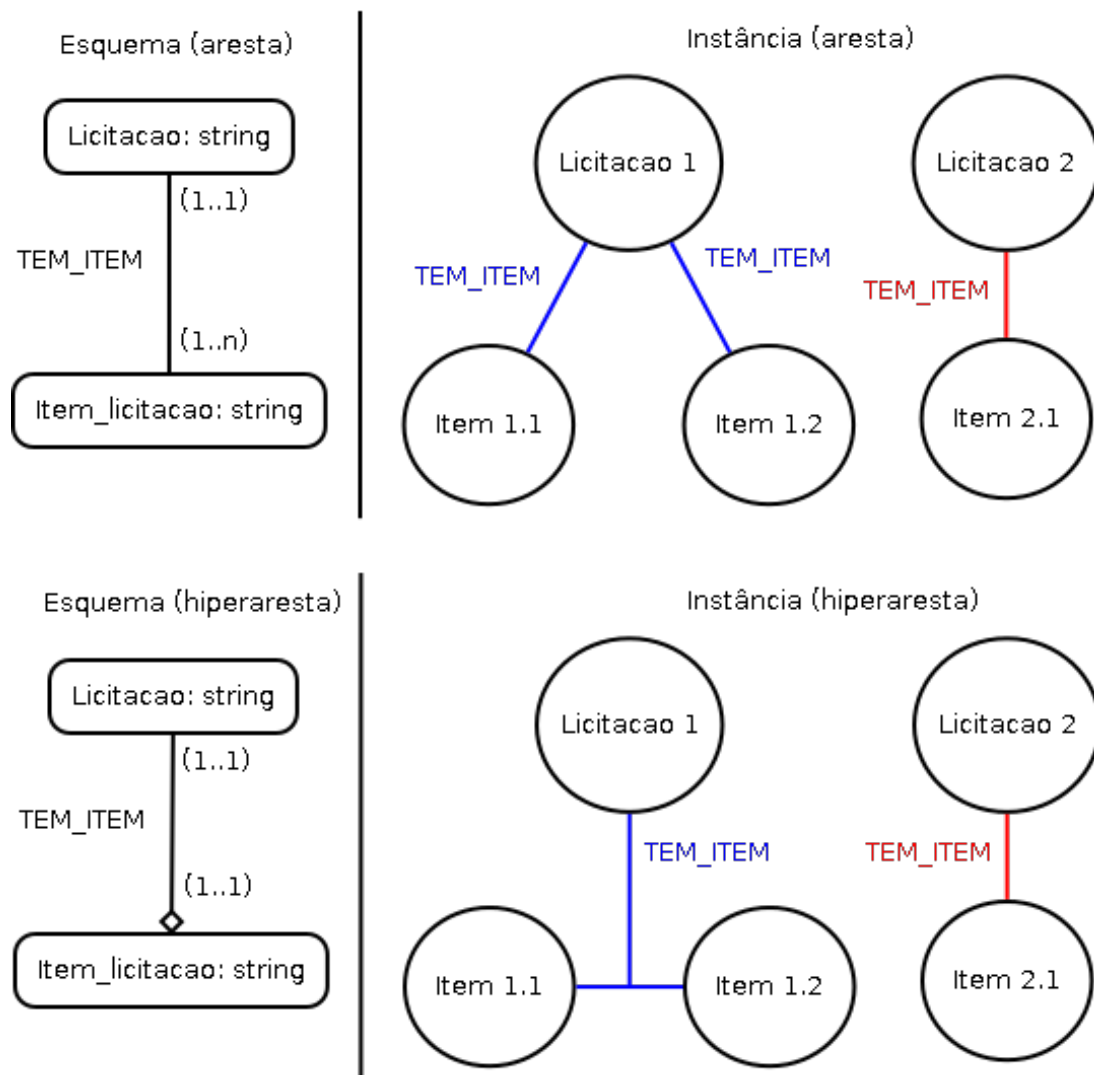 Esquema (aresta)
Licitacao: string
(1..1)
TEM_ITEM
(1..n)
Item_licitacao: string
Instância (aresta)
Licitacao 1
Licitacao 2
TEM_ITEM
TEM_ITEM
TEM_ITEM
Item 1.1
Item 1.2
Item 2.1
Esquema (hiperaresta)
Licitacao: string
(1..1)
TEM_ITEM
(1..1)
Item_licitacao: string
Instância (hiperaresta)
Licitacao 1
Licitacao 2
TEM_ITEM
TEM_ITEM
Item 1.1
Item 1.2
Item 2.1